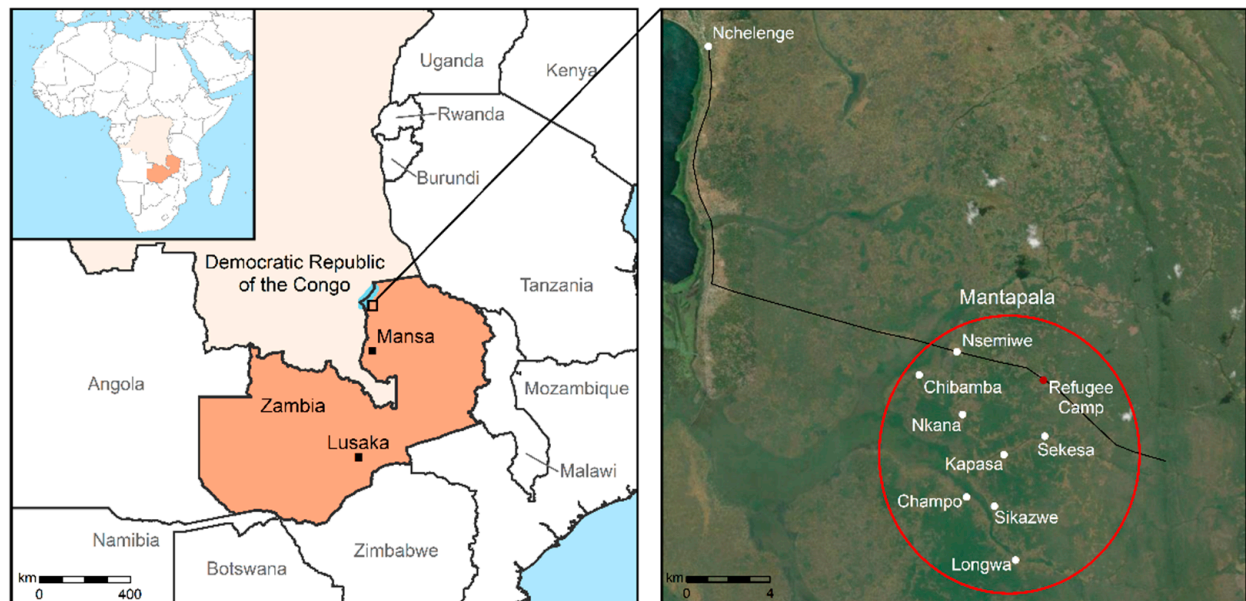 Uganda
Kenya
Rwanda
Burundi
Democratic Republic
of the Congo
Tanzania
Mansa
Angola
Mozambique
Zambia
Lusaka
Malawi
Namibia
Zimbabwe
Botswana
km
0
400
Nchelenge
Mantapala
Nsemiwe
Chibamba
Refugee
Camp
Nkana
Sekesa
Kapasa
Champo
Sikazwe
Longwa
km
0
4